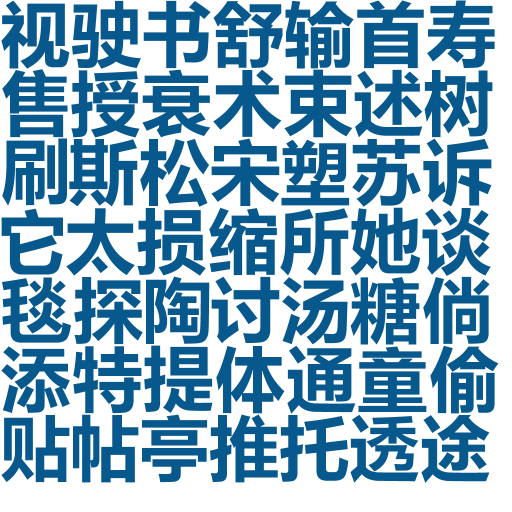 视驶书舒输首寿
售授衰术束述树
刷斯松宋塑苏诉
它太损缩所她谈
毯探陶讨汤糖倘
添特提体通童偷
贴帖亭推托透途